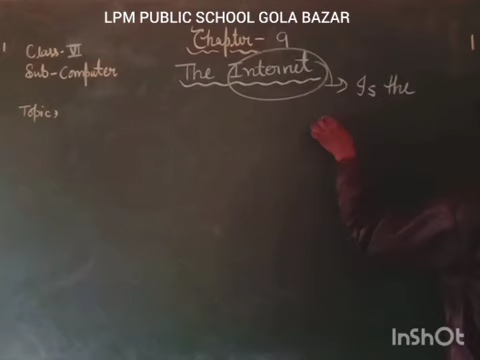 LPM PUBLIC SCHOOL GOLA BAZAR
Chapter - 9
Class - VI
The Internet → Is the
Sub - Computer
Topic,
InShOt